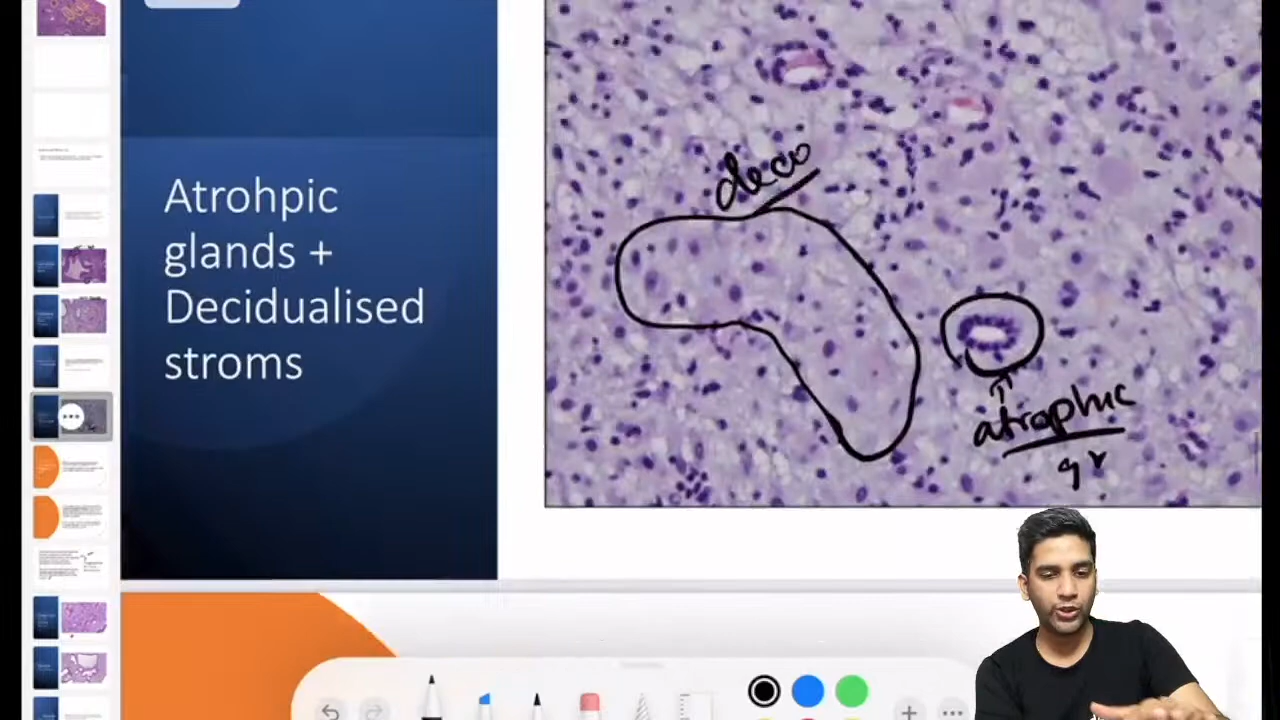 Atrohpic
glands +
Decidualised
stroms
deco
atrophic